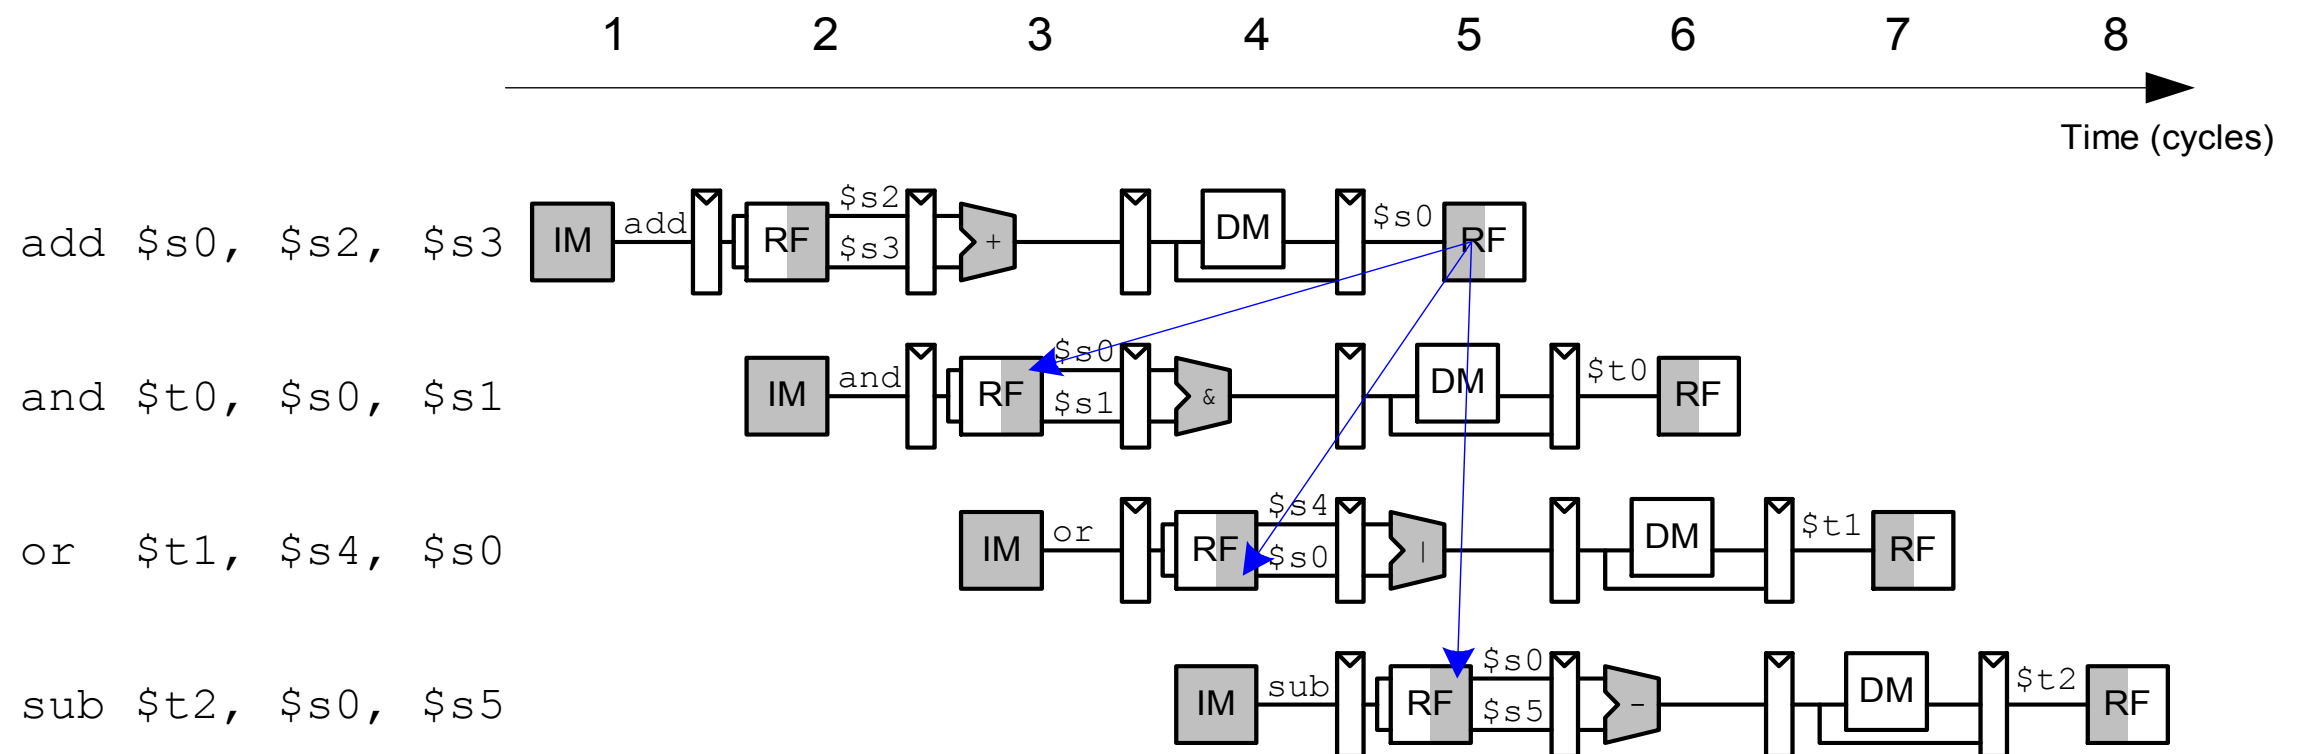 1 2 3 4 5 6 7 8
Time (cycles)
add $s0, $s2, $s3 IM add RF $s2 $s3 + DM $s0 RF
and $t0, $s0, $s1 IM and RF $s0 $s1 & DM $t0 RF
or $t1, $s4, $s0 IM or RF $s4 $s0 | DM $t1 RF
sub $t2, $s0, $s5 IM sub RF $s0 $s5 - DM $t2 RF